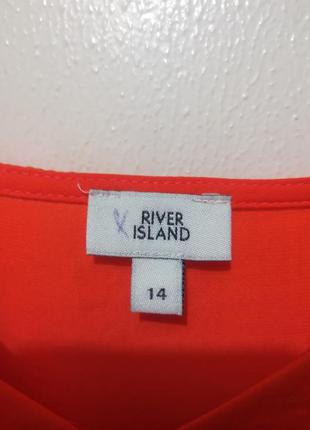 X RIVER
ISLAND
14